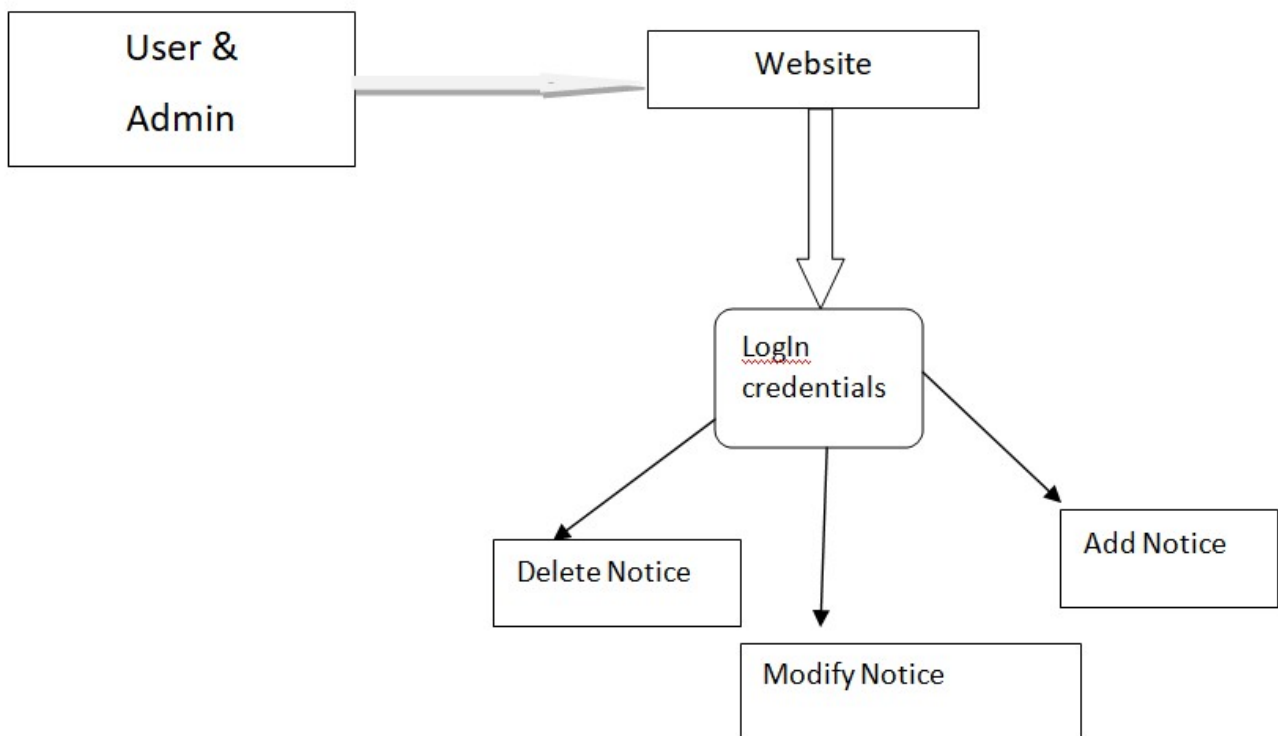 User &
Admin
Website
LogIn
credentials
Delete Notice
Add Notice
Modify Notice